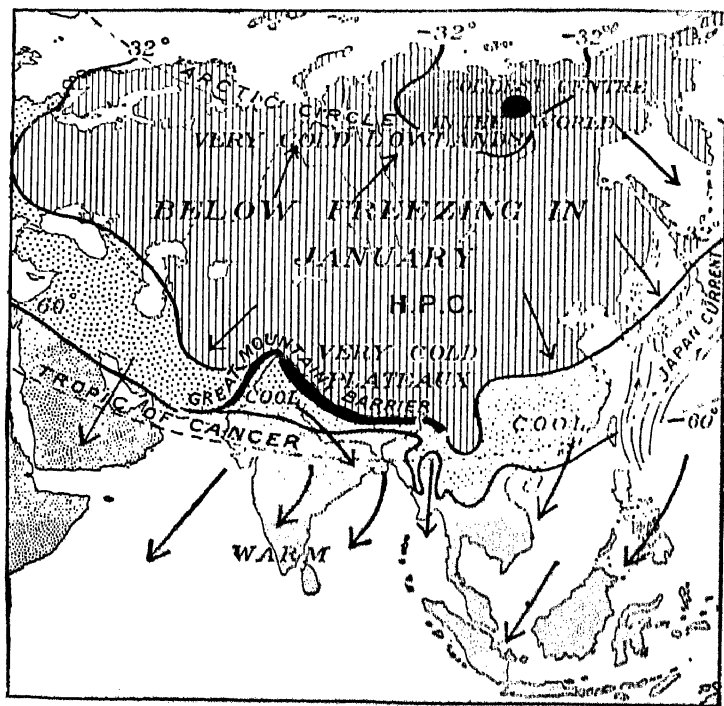 32°
-32°
-32°
ARCTIC CIRCLE
COLDEST CENTRE
IN THE WORLD
VERY COLD LOWLANDS
BELOW FREEZING IN
JANUARY
H.P.C.
60°
JAPAN CURRENT
GREAT MOUNTAIN BARRIER
VERY COLD
PLATEAUX
COOL
COOL
-60°
TROPIC OF CANCER
WARM